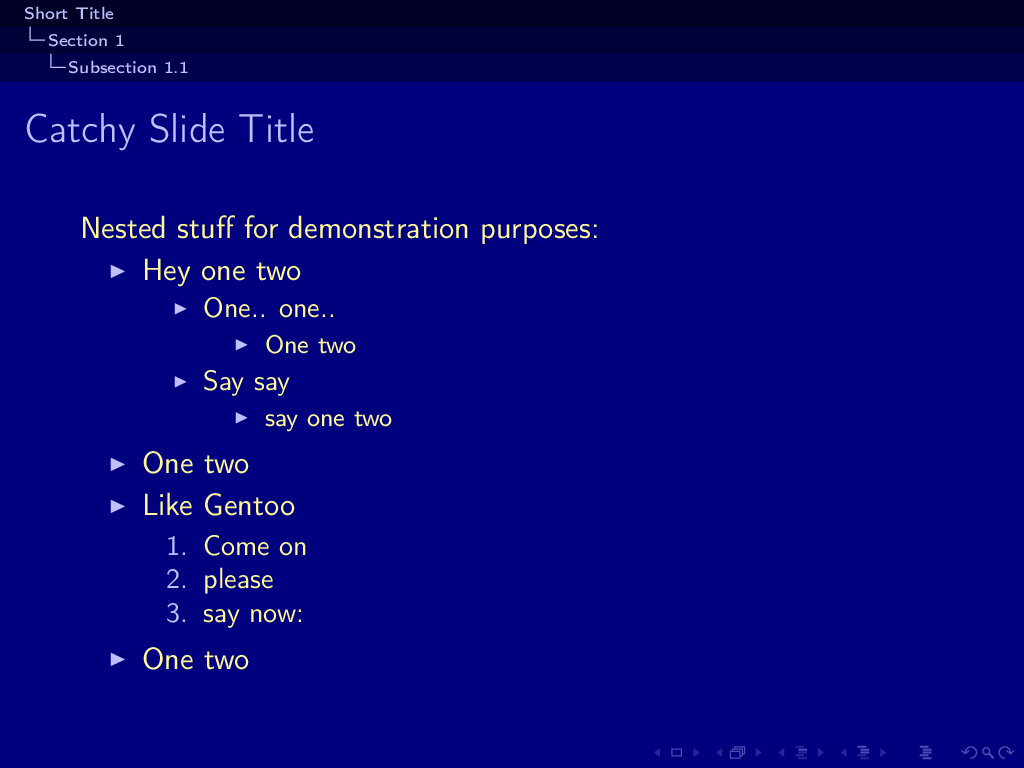 Short Title
Section 1
Subsection 1.1
Catchy Slide Title
Nested stuff for demonstration purposes:
Hey one two
One.. one..
One two
Say say
say one two
One two
Like Gentoo
1. Come on
2. please
3. say now:
One two